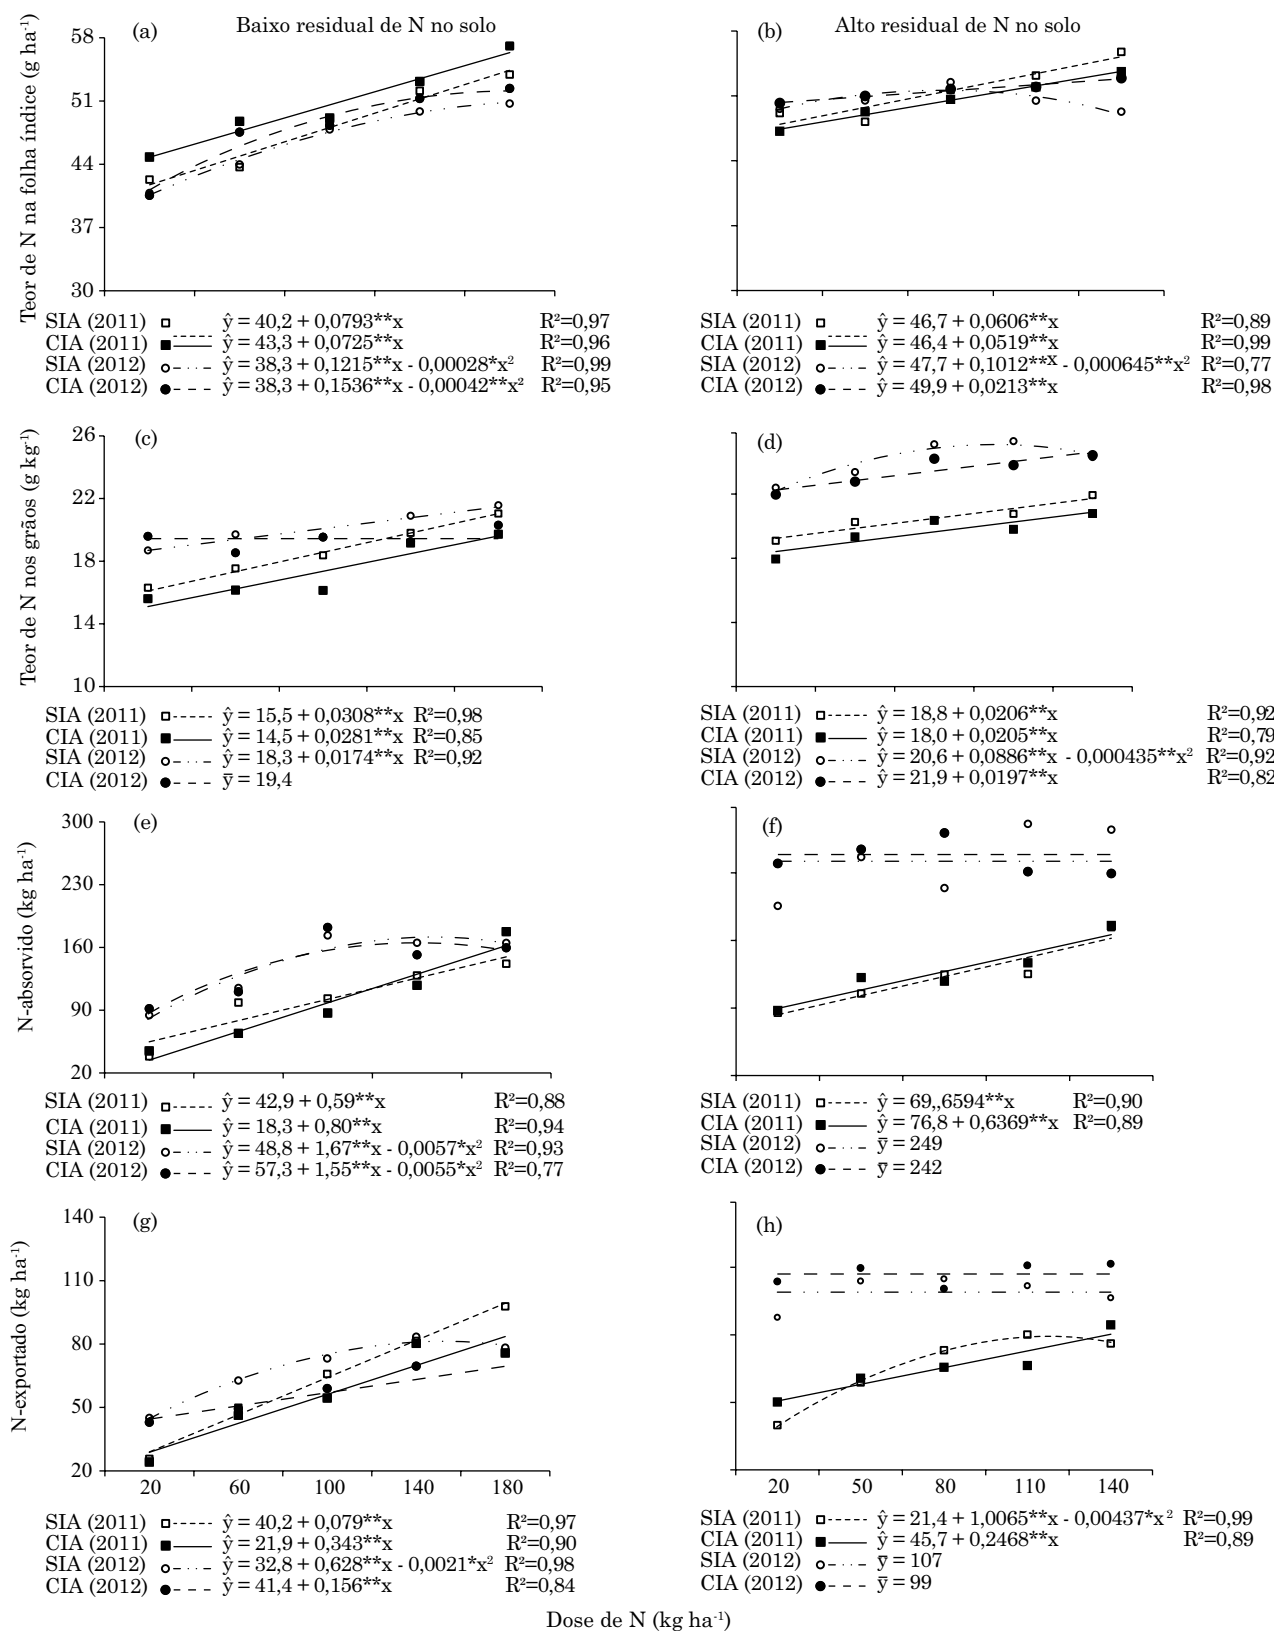 Baixo residual de N no solo
Alto residual de N no solo
(a)
(b)
Teor de N na folha índice (g ha⁻¹)
58
51
44
37
30
SIA (2011) ŷ = 40,2 + 0,0793**x R²=0,97
CIA (2011) ŷ = 43,3 + 0,0725**x R²=0,96
SIA (2012) ŷ = 38,3 + 0,1215**x - 0,00028*x² R²=0,99
CIA (2012) ŷ = 38,3 + 0,1536**x - 0,00042**x² R²=0,95
SIA (2011) ŷ = 46,7 + 0,0606**x R²=0,89
CIA (2011) ŷ = 46,4 + 0,0519**x R²=0,99
SIA (2012) ŷ = 47,7 + 0,1012**x - 0,000645**x² R²=0,77
CIA (2012) ŷ = 49,9 + 0,0213**x R²=0,98
(c)
(d)
Teor de N nos grãos (g kg⁻¹)
26
22
18
14
10
SIA (2011) ŷ = 15,5 + 0,0308**x R²=0,98
CIA (2011) ŷ = 14,5 + 0,0281**x R²=0,85
SIA (2012) ŷ = 18,3 + 0,0174**x R²=0,92
CIA (2012) ȳ = 19,4
SIA (2011) ŷ = 18,8 + 0,0206**x R²=0,92
CIA (2011) ŷ = 18,0 + 0,0205**x R²=0,79
SIA (2012) ŷ = 20,6 + 0,0886**x - 0,000435**x² R²=0,92
CIA (2012) ŷ = 21,9 + 0,0197**x R²=0,82
(e)
(f)
N-absorvido (kg ha⁻¹)
300
230
160
90
20
SIA (2011) ŷ = 42,9 + 0,59**x R²=0,88
CIA (2011) ŷ = 18,3 + 0,80**x R²=0,94
SIA (2012) ŷ = 48,8 + 1,67**x - 0,0057*x² R²=0,93
CIA (2012) ŷ = 57,3 + 1,55**x - 0,0055*x² R²=0,77
SIA (2011) ŷ = 69,,6594**x R²=0,90
CIA (2011) ŷ = 76,8 + 0,6369**x R²=0,89
SIA (2012) ȳ = 249
CIA (2012) ȳ = 242
(g)
(h)
N-exportado (kg ha⁻¹)
140
110
80
50
20
20 60 100 140 180
20 50 80 110 140
SIA (2011) ŷ = 40,2 + 0,079**x R²=0,97
CIA (2011) ŷ = 21,9 + 0,343**x R²=0,90
SIA (2012) ŷ = 32,8 + 0,628**x - 0,0021*x² R²=0,98
CIA (2012) ŷ = 41,4 + 0,156**x R²=0,84
SIA (2011) ŷ = 21,4 + 1,0065**x - 0,00437*x² R²=0,99
CIA (2011) ŷ = 45,7 + 0,2468**x R²=0,89
SIA (2012) ȳ = 107
CIA (2012) ȳ = 99
Dose de N (kg ha⁻¹)